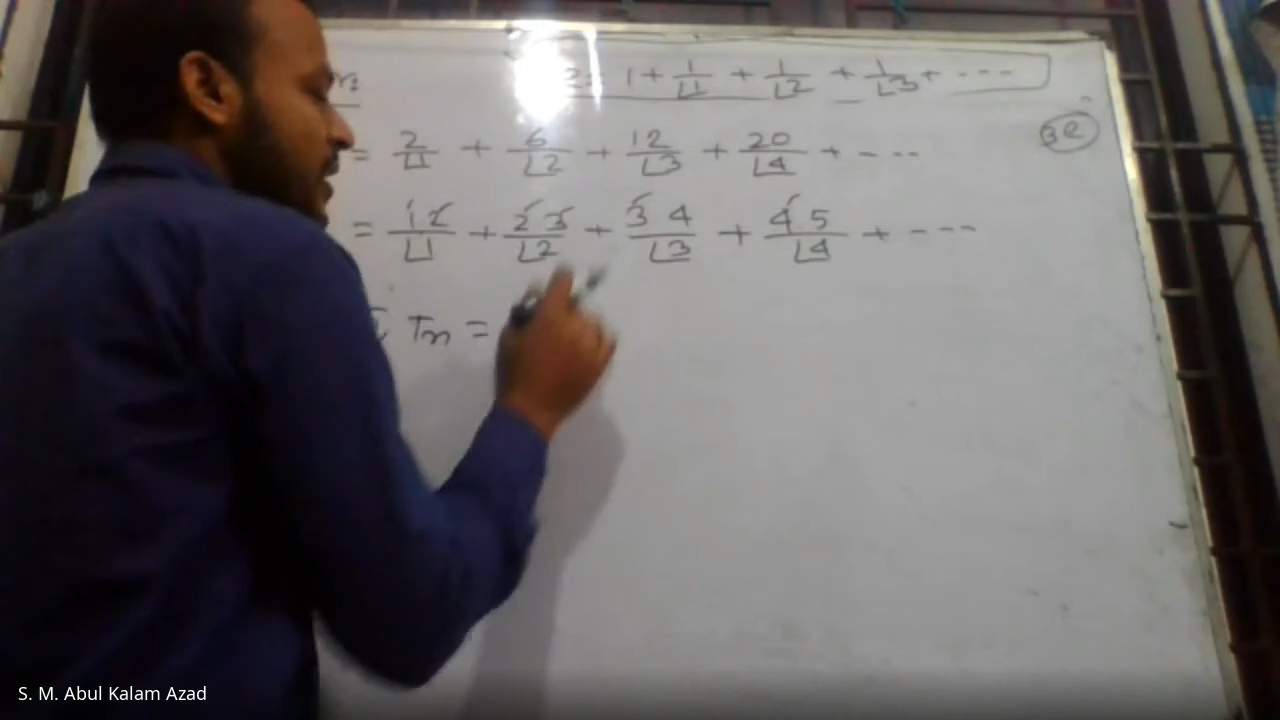 e = 1 + 1/⌊1 + 1/⌊2 + 1/⌊3 + ----
3e
= 2/⌊1 + 6/⌊2 + 12/⌊3 + 20/⌊4 + ----
= 1 2/⌊1 + 2 3/⌊2 + 3 4/⌊3 + 4 5/⌊4 + ----
Tn =
S. M. Abul Kalam Azad